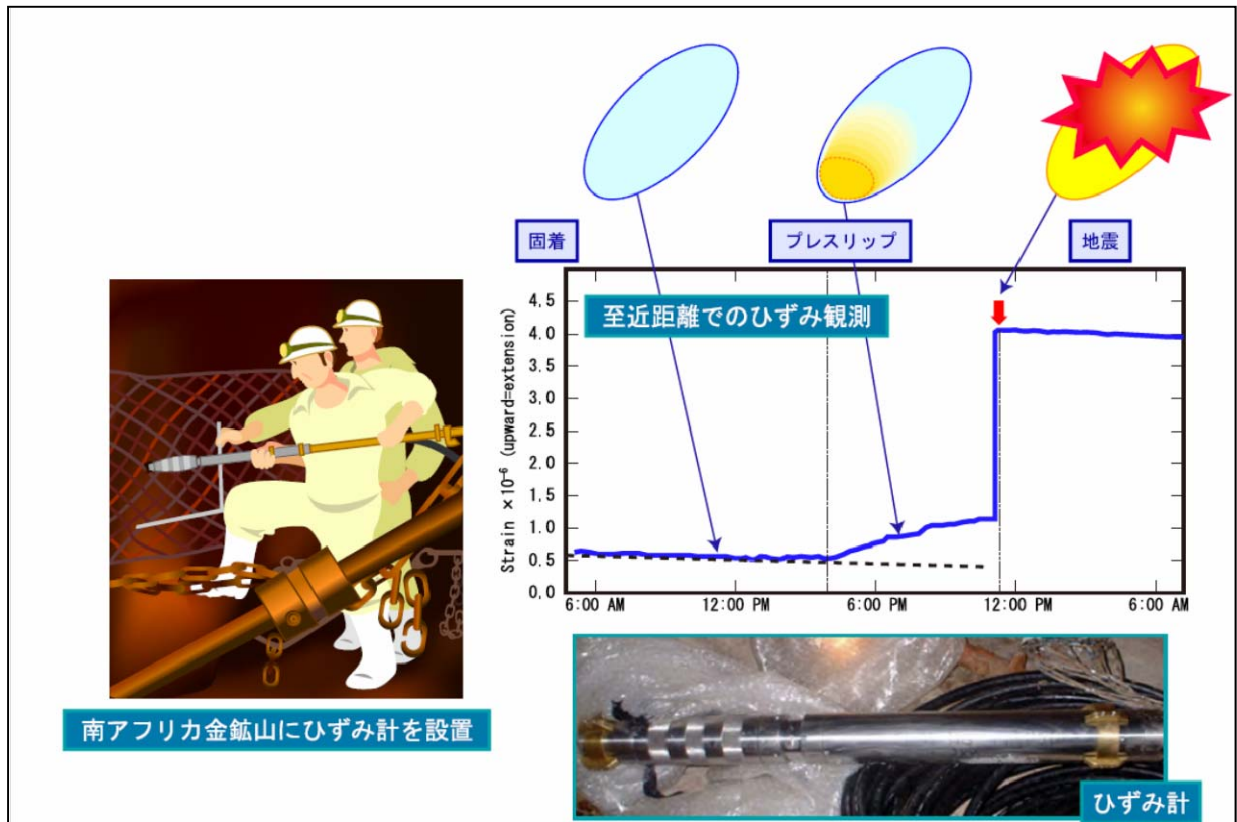 固着
プレスリップ
地震
至近距離でのひずみ観測
Strain ×10⁻⁶ (upward=extension)
4.5
4.0
3.5
3.0
2.5
2.0
1.5
1.0
0.5
0.0
6:00 AM
12:00 PM
6:00 PM
12:00 PM
6:00 AM
南アフリカ金鉱山にひずみ計を設置
ひずみ計